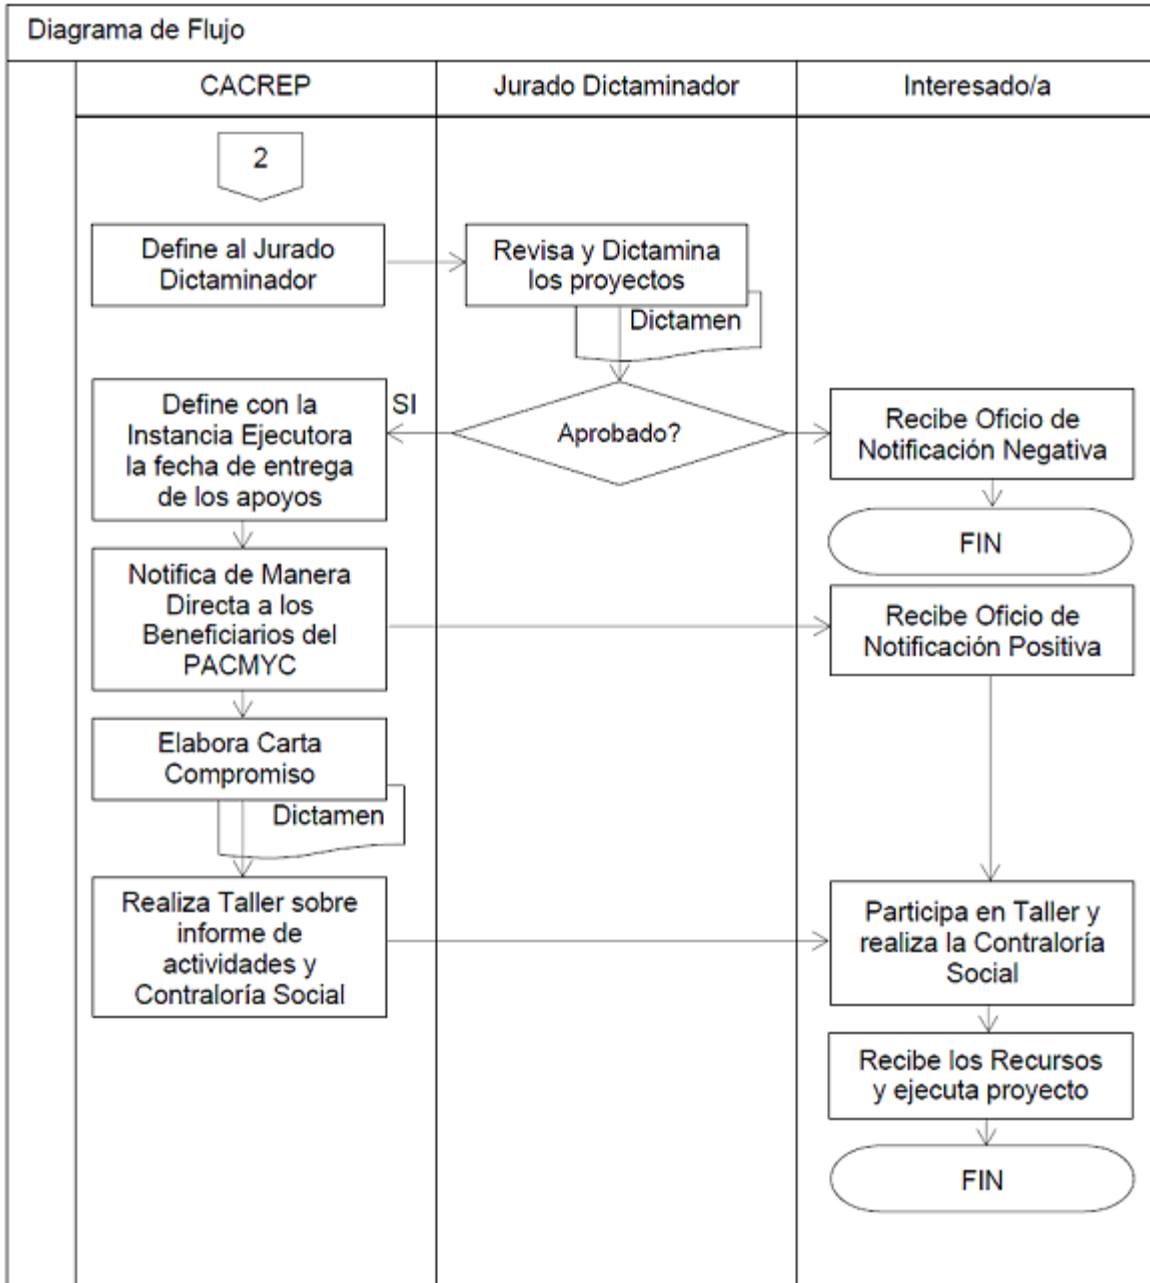 Diagrama de Flujo
CACREP
Jurado Dictaminador
Interesado/a
2
Define al Jurado
Dictaminador
Revisa y Dictamina
los proyectos
Dictamen
Define con la
Instancia Ejecutora
la fecha de entrega
de los apoyos
SI
Aprobado?
Recibe Oficio de
Notificación Negativa
FIN
Notifica de Manera
Directa a los
Beneficiarios del
PACMYC
Recibe Oficio de
Notificación Positiva
Elabora Carta
Compromiso
Dictamen
Realiza Taller sobre
informe de
actividades y
Contraloría Social
Participa en Taller y
realiza la Contraloría
Social
Recibe los Recursos
y ejecuta proyecto
FIN